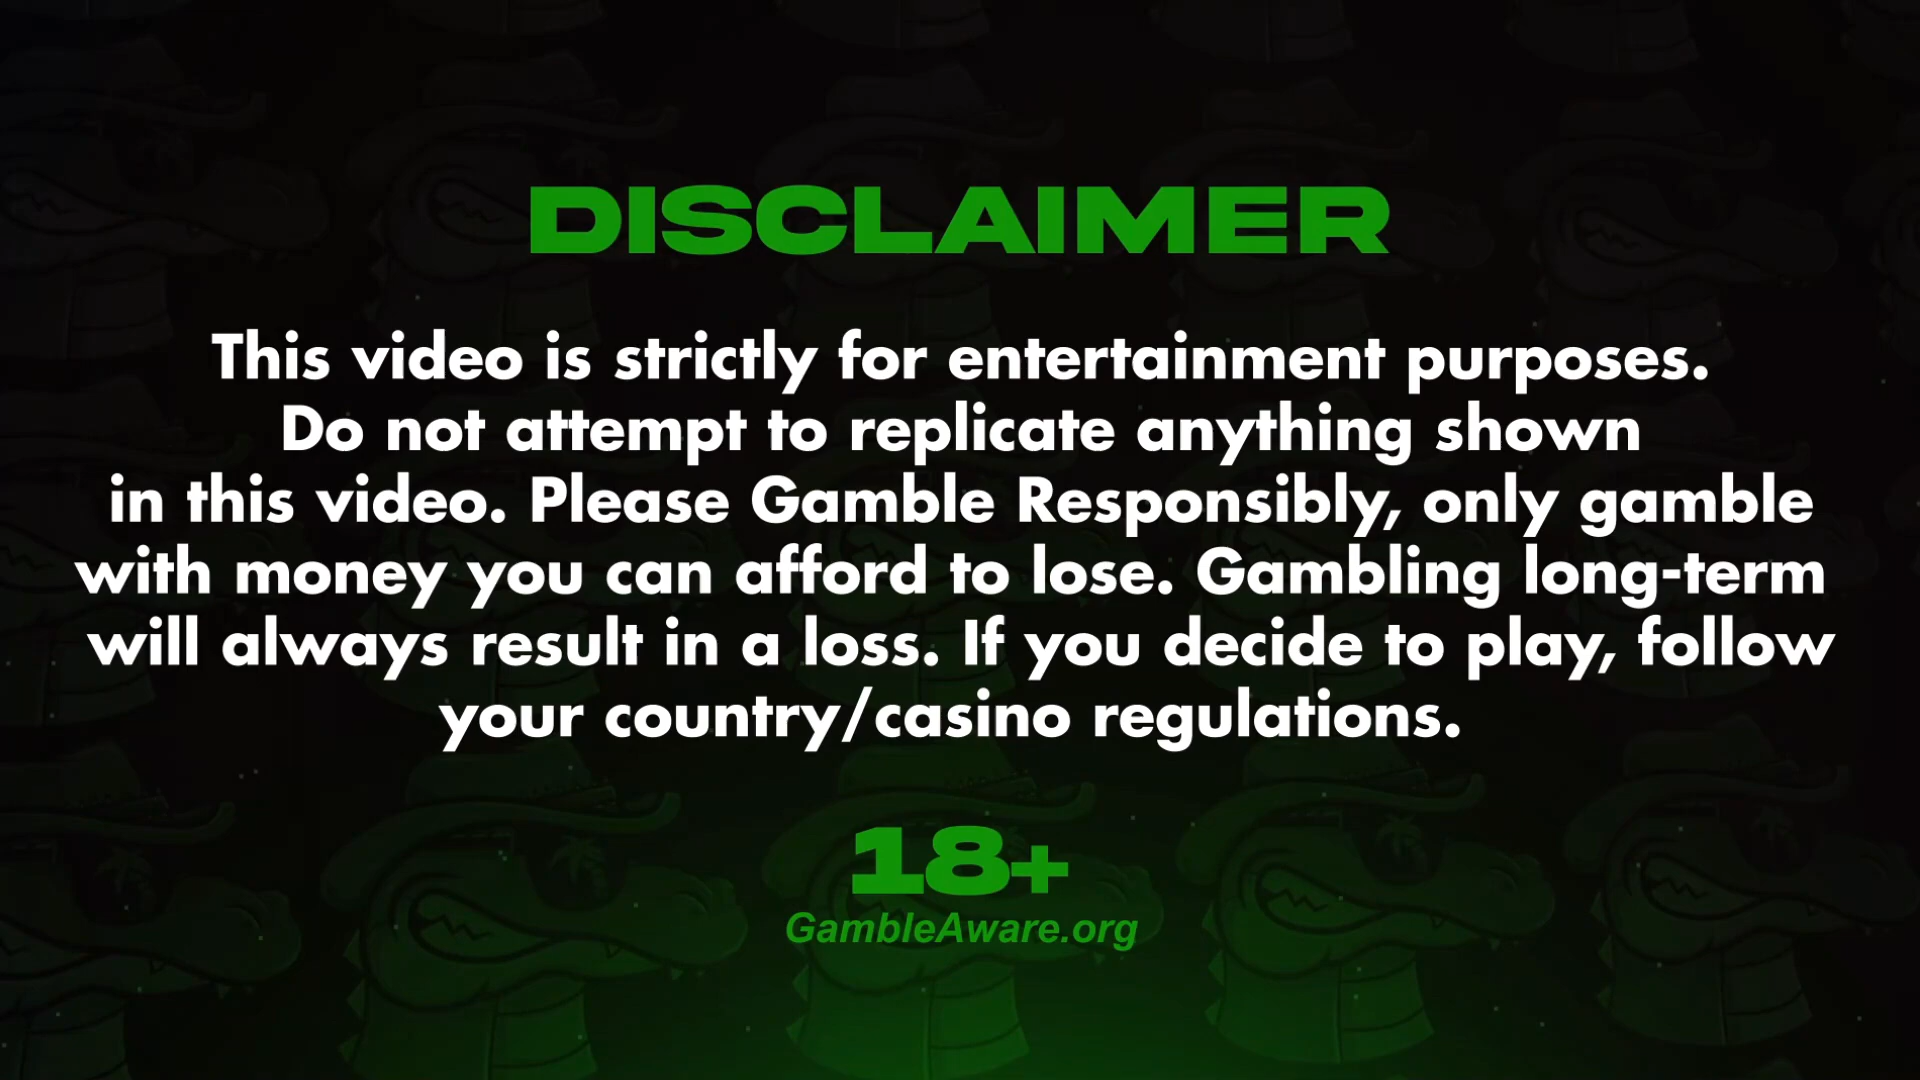 DISCLAIMER
This video is strictly for entertainment purposes.
Do not attempt to replicate anything shown
in this video. Please Gamble Responsibly, only gamble
with money you can afford to lose. Gambling long-term
will always result in a loss. If you decide to play, follow
your country/casino regulations.
18+
GambleAware.org